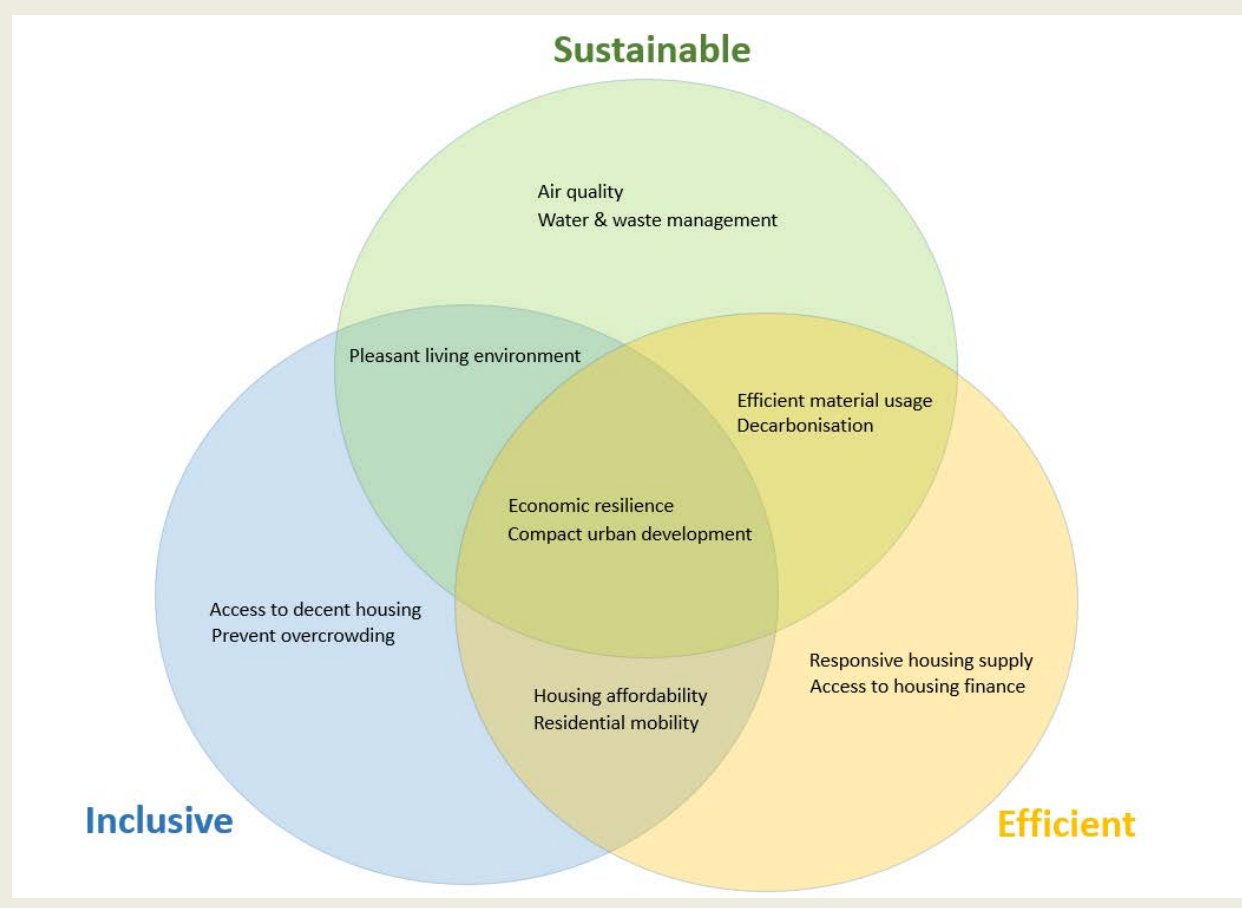 Sustainable
Air quality
Water & waste management
Pleasant living environment
Efficient material usage
Decarbonisation
Economic resilience
Compact urban development
Access to decent housing
Prevent overcrowding
Responsive housing supply
Access to housing finance
Housing affordability
Residential mobility
Inclusive
Efficient